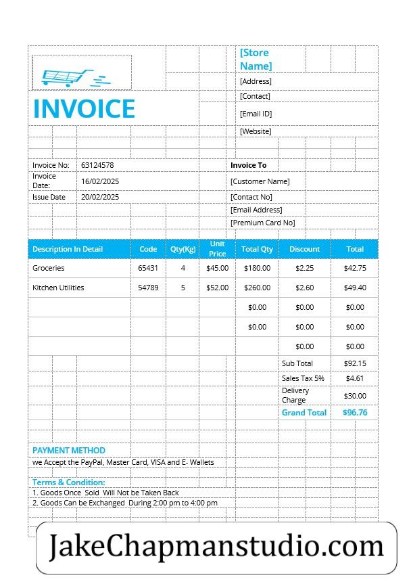 [Store
Name]
[Address]
[Contact]
INVOICE
[Email ID]
[Website]
Invoice No: 63124578 Invoice To
Invoice
Date: 16/02/2025 [Customer Name]
Issue Date 20/02/2025 [Contact No]
[Email Address]
[Premium Card No]
Description In Detail Code Qty(Kg) Unit Price Total Qty Discount Total
Groceries 65431 4 $45.00 $180.00 $2.25 $42.75
Kitchen Utilities 54789 5 $52.00 $260.00 $2.60 $49.40
$0.00 $0.00
$0.00 $0.00
$0.00
Sub Total $92.15
Sales Tax 5% $4.61
Delivery
Charge $30.00
Grand Total $96.76
PAYMENT METHOD
we Accept the PayPal, Master Card, VISA and E- Wallets
Terms & Condition:
1. Goods Once Sold Will Not be Taken Back
2. Goods Can be Exchanged During 2:00 pm to 4:00 pm
JakeChapmanstudio.com